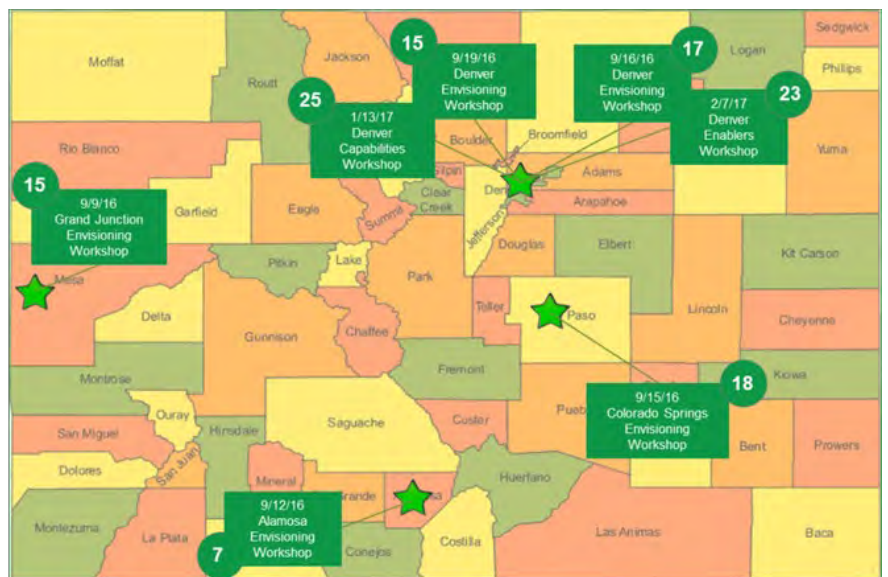 Moffat
Routt
Jackson
15
9/19/16
Denver
Envisioning
Workshop
9/16/16
Denver
Envisioning
Workshop
17
Logan
Sedgwick
Phillips
25
1/13/17
Denver
Capabilities
Workshop
2/7/17
Denver
Enablers
Workshop
23
Rio Blanco
Boulder
Broomfield
Yuma
15
9/9/16
Grand Junction
Envisioning
Workshop
Garfield
Eagle
Summit
Clear
Creek
Jefferson
Adams
Arapahoe
Douglas
Elbert
Kit Carson
Mesa
Pitkin
Lake
Park
Delta
Gunnison
Chaffee
Teller
Paso
Lincoln
Cheyenne
Montrose
Fremont
Kiowa
Ouray
Saguache
Custer
9/15/16
Colorado Springs
Envisioning
Workshop
18
San Miguel
Hinsdale
Bent
Prowers
Dolores
San Juan
Mineral
Huerfano
9/12/16
Alamosa
Envisioning
Workshop
7
Montezuma
La Plata
Conejos
Costilla
Las Animas
Baca